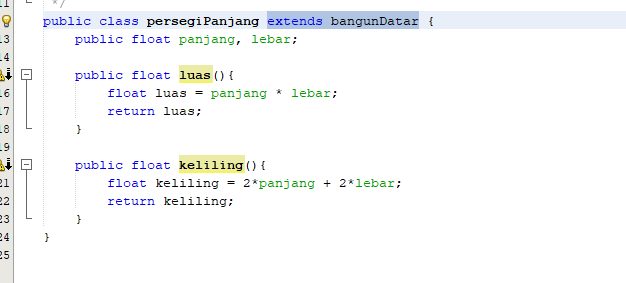 11 */
public class persegiPanjang extends bangunDatar {
13 public float panjang, lebar;
14
public float luas(){
16 float luas = panjang * lebar;
17 return luas;
18 }
19
public float keliling(){
21 float keliling = 2*panjang + 2*lebar;
22 return keliling;
23 }
24 }
25